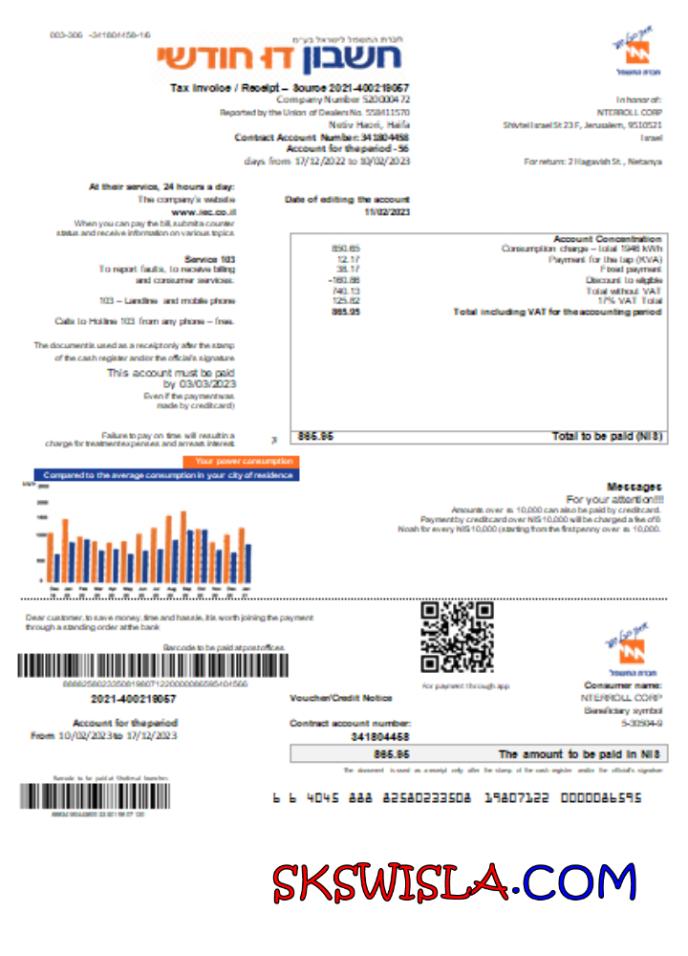 003-306 -341804458-16
חברת החשמל לישראל בע"מ
חשבון דו חודשי
חברת החשמל
Tax Invoice / Receipt – Source 2021-400219057
Company Number 520000472
Reported by the Union of Dealers No. 558411570
Netiv Haori, Haifa
Contract Account Number: 341804458
Account for the period - 56
days from 17/12/2022 to 10/02/2023
In honor of:
NTERROLL CORP
Shivtei Israel St 23 F, Jerusalem, 9510521
Israel
For return: 2 Hagavish St. , Netanya
At their service, 24 hours a day:
The company's website
www.iec.co.il
When you can pay the bill, submit a counter
status and receive information on various topics.
Service 103
To report faults, to receive billing
and consumer services.
103 – Landline and mobile phone
Calls to Hotline 103 from any phone – free.
The document is used as a receipt only after the stamp
of the cash register and/or the official's signature
This account must be paid
by 03/03/2023
Even if the payment was
made by credit card)
Failure to pay on time will result in a
charge for treatment expenses and arrears interest.
Date of editing the account
11/02/2023
Account Concentration
850.65 Consumption charge – total 1946 kWh
12.17 Payment for the tap (KVA)
38.17 Fixed payment
-160.86 Discount to eligible
740.13 Total without VAT
125.82 17% VAT Total
865.95 Total including VAT for the accounting period
865.95 Total to be paid (NIS)
Your power consumption
Compared to the average consumption in your city of residence
Messages
For your attention!!!!
Amounts over ₪ 10,000 can also be paid by credit card.
Payment by credit card over NIS 10,000 will be charged a fee of 8
Noah for every NIS 10,000 (starting from the first penny over ₪ 10,000.
Dear customer, to save money, time and hassle, it is worth joining the payment
through a standing order at the bank
Barcode to be paid at post offices
2021-400219057
Account for the period
From 10/02/2023 to 17/12/2023
For payment through app
Voucher/Credit Notice
Contract account number:
341804458
חברת החשמל
Consumer name:
NTERROLL CORP
Beneficiary symbol
5-30504-9
865.95 The amount to be paid in NIS
The document is used as a receipt only after the stamp of the cash register and/or the official's signature
6 6 4045 888 82580233508 19807122 0000086595
SKSWISLA.COM